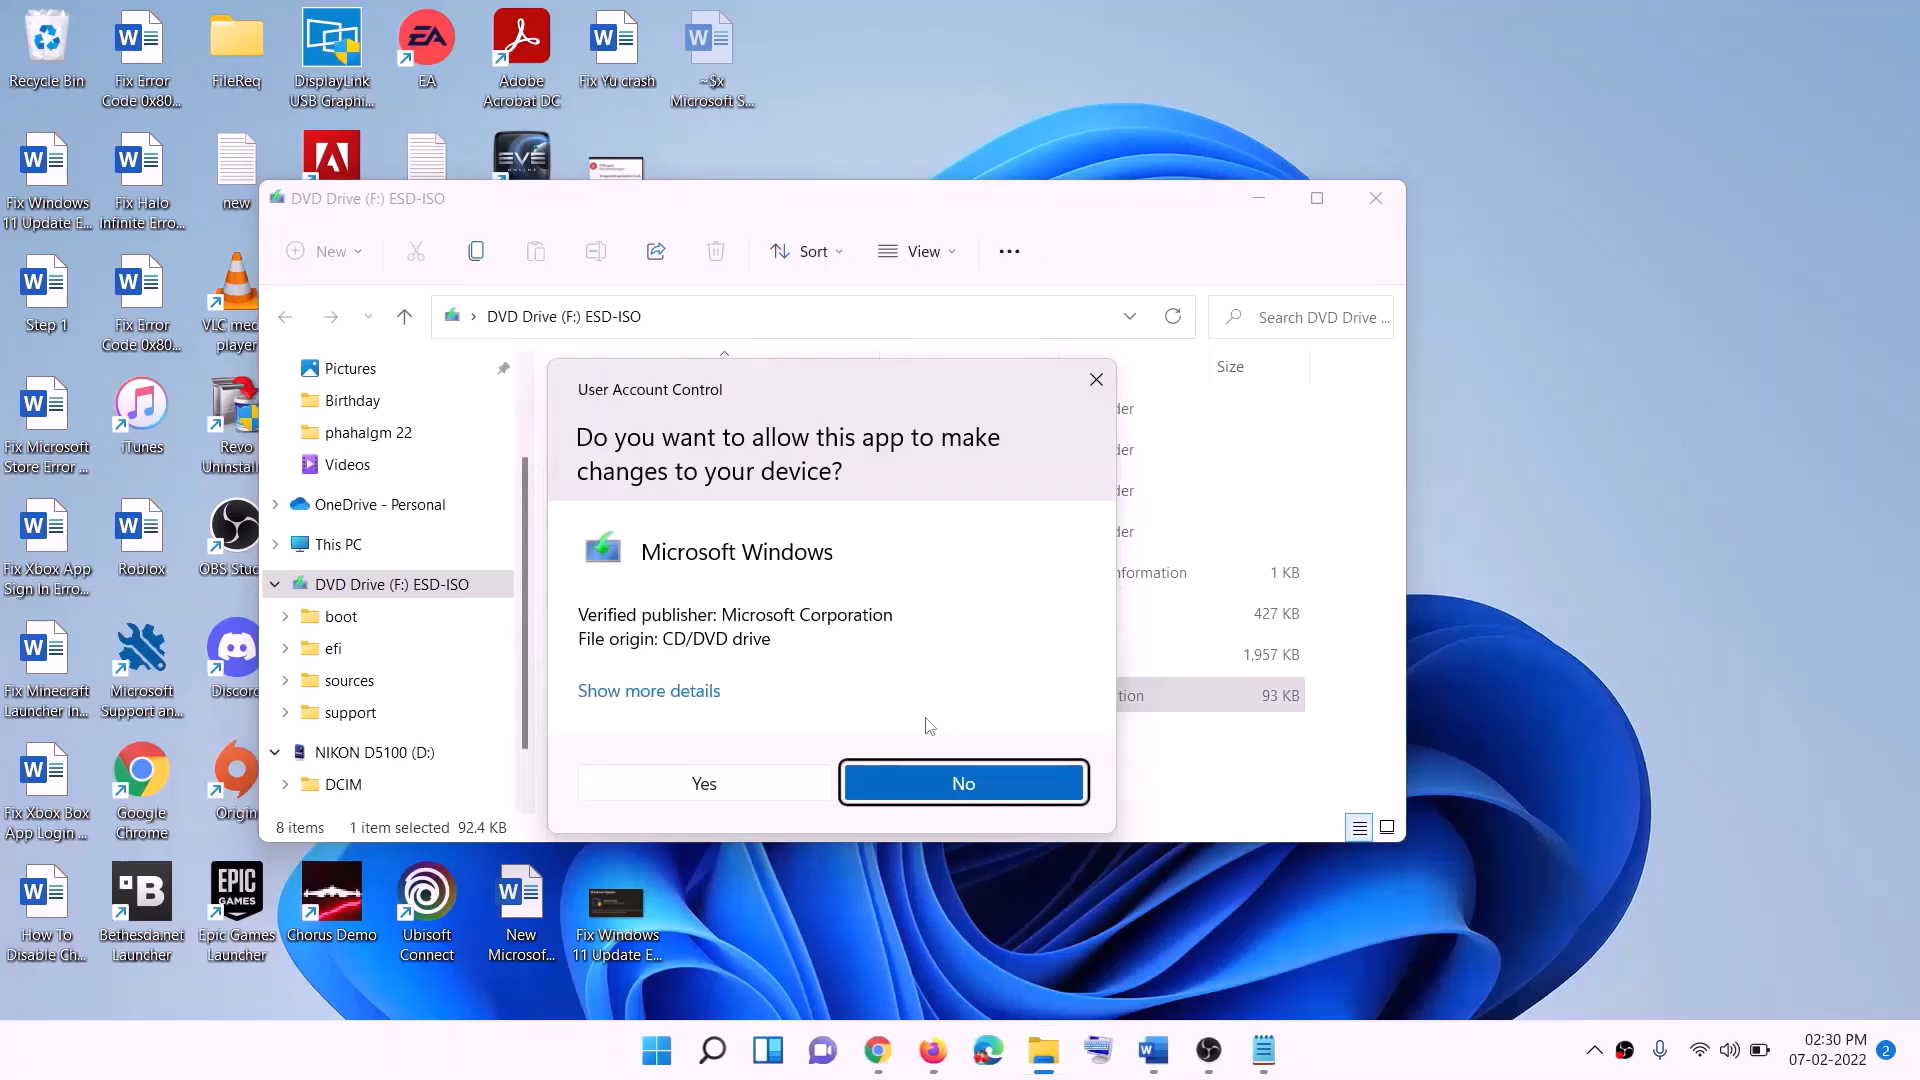 Recycle Bin
Fix Error
Code 0x80...
FileReq
DisplayLink
USB Graphi...
EA
Adobe
Acrobat DC
Fix Yu crash
~$x
Microsoft S...
Fix Windows
11 Update E...
Fix Halo
Infinite Erro...
new
EVE
ONLINE
Step 1
Fix Error
Code 0x80...
VLC med
player
Fix Microsoft
Store Error ...
iTunes
Revo
Uninstall
Fix Xbox App
Sign In Erro...
Roblox
OBS Stud
Fix Minecraft
Launcher In...
Microsoft
Support an...
Discord
Fix Xbox Box
App Login ...
Google
Chrome
Origin
How To
Disable Ch...
Bethesda.net
Launcher
EPIC
GAMES
Epic Games
Launcher
Chorus Demo
Ubisoft
Connect
New
Microsof...
Fix Windows
11 Update E...
DVD Drive (F:) ESD-ISO
New
Sort
View
DVD Drive (F:) ESD-ISO
Search DVD Drive ...
Pictures
Birthday
phahalgm 22
Videos
OneDrive - Personal
This PC
DVD Drive (F:) ESD-ISO
boot
efi
sources
support
NIKON D5100 (D:)
DCIM
Size
der
der
der
der
nformation 1 KB
427 KB
1,957 KB
tion 93 KB
8 items 1 item selected 92.4 KB
User Account Control
Do you want to allow this app to make
changes to your device?
Microsoft Windows
Verified publisher: Microsoft Corporation
File origin: CD/DVD drive
Show more details
Yes
No
02:30 PM
07-02-2022
2